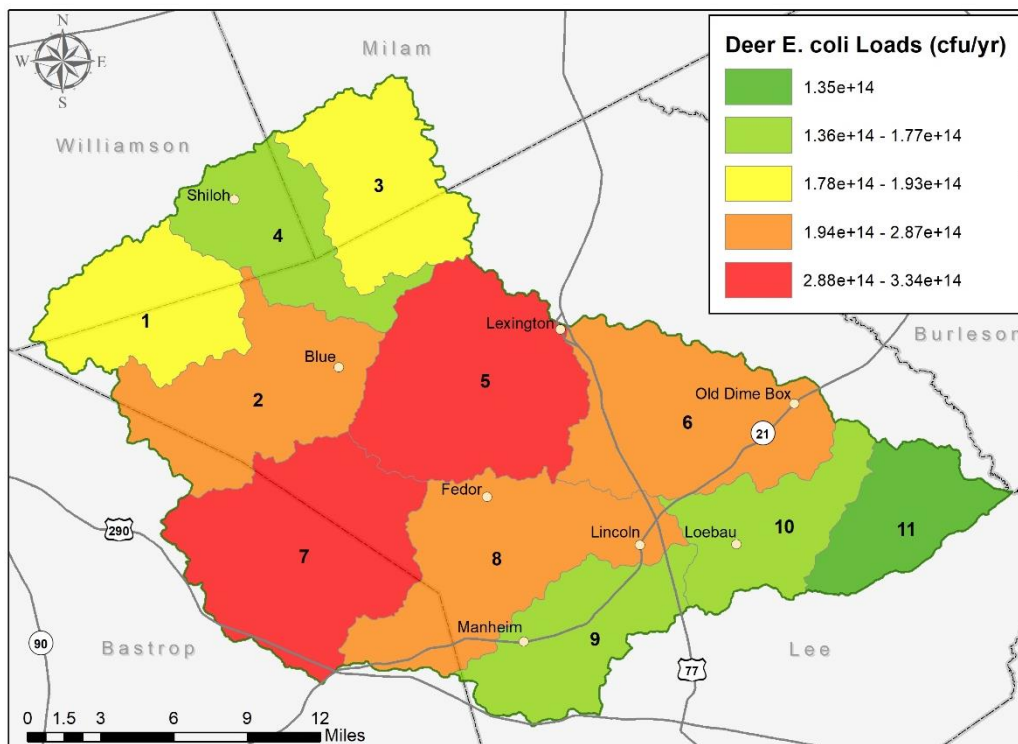 N
W E
S
Milam
Williamson
Deer E. coli Loads (cfu/yr)
1.35e+14
1.36e+14 - 1.77e+14
1.78e+14 - 1.93e+14
1.94e+14 - 2.87e+14
2.88e+14 - 3.34e+14
Shiloh
3
4
1
Lexington
Burleson
Blue
5
2
Old Dime Box
6
21
Fedor
290
Lincoln
Loebau
10
11
7
8
Manheim
9
90
Bastrop
Lee
77
0 1.5 3 6 9 12
Miles